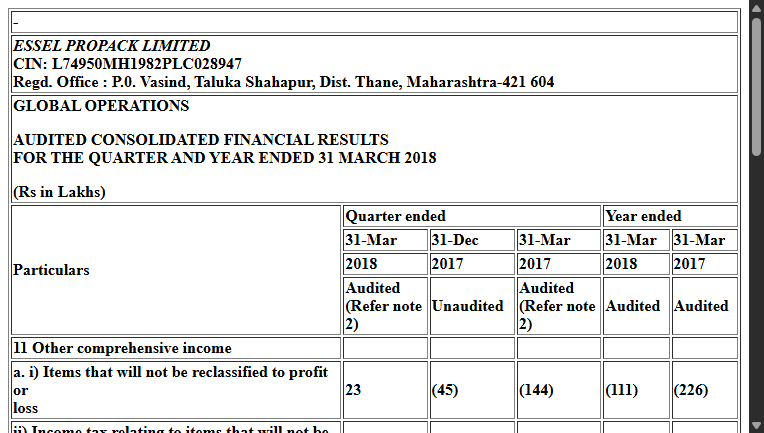 -
ESSEL PROPACK LIMITED
CIN: L74950MH1982PLC028947
Regd. Office : P.0. Vasind, Taluka Shahapur, Dist. Thane, Maharashtra-421 604
GLOBAL OPERATIONS
AUDITED CONSOLIDATED FINANCIAL RESULTS
FOR THE QUARTER AND YEAR ENDED 31 MARCH 2018
(Rs in Lakhs)
Particulars
Quarter ended Year ended
31-Mar 31-Dec 31-Mar 31-Mar 31-Mar
2018 2017 2017 2018 2017
Audited (Refer note 2) Unaudited Audited (Refer note 2) Audited Audited
11 Other comprehensive income
a. i) Items that will not be reclassified to profit
or
loss 23 (45) (144) (111) (226)
ii) Income tax relating to items that will not be